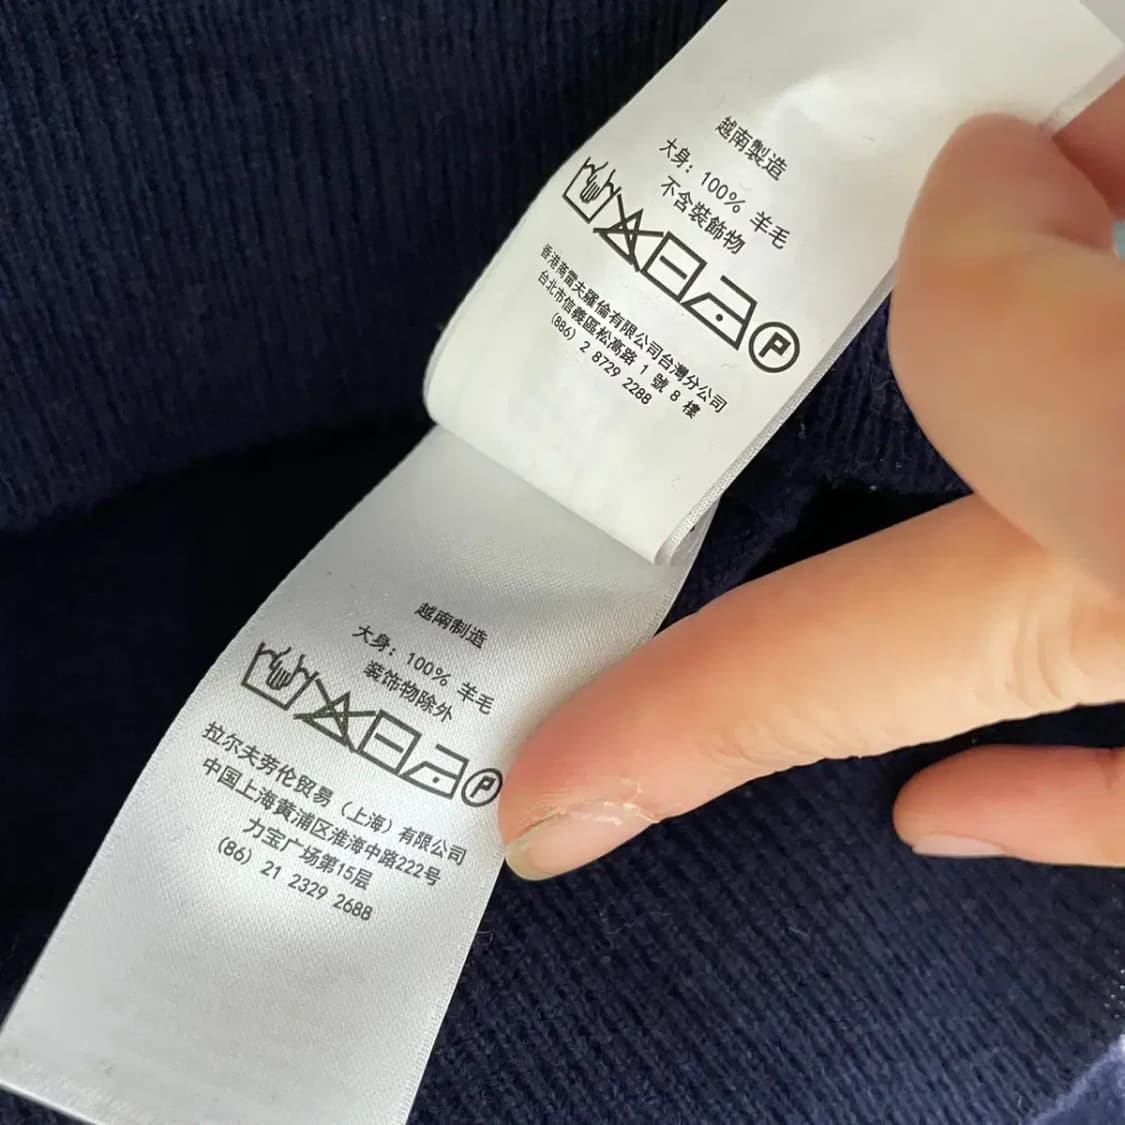 越南製造
大身: 100% 羊毛
不含裝飾物
P
香港商雷夫羅倫有限公司台灣分公司
台北市信義區松高路 1 號 8 樓
(886) 2 8729 2288
越南制造
大身: 100% 羊毛
装饰物除外
P
拉尔夫劳伦贸易（上海）有限公司
中国上海黄浦区淮海中路222号
力宝广场第15层
(86) 21 2329 2688